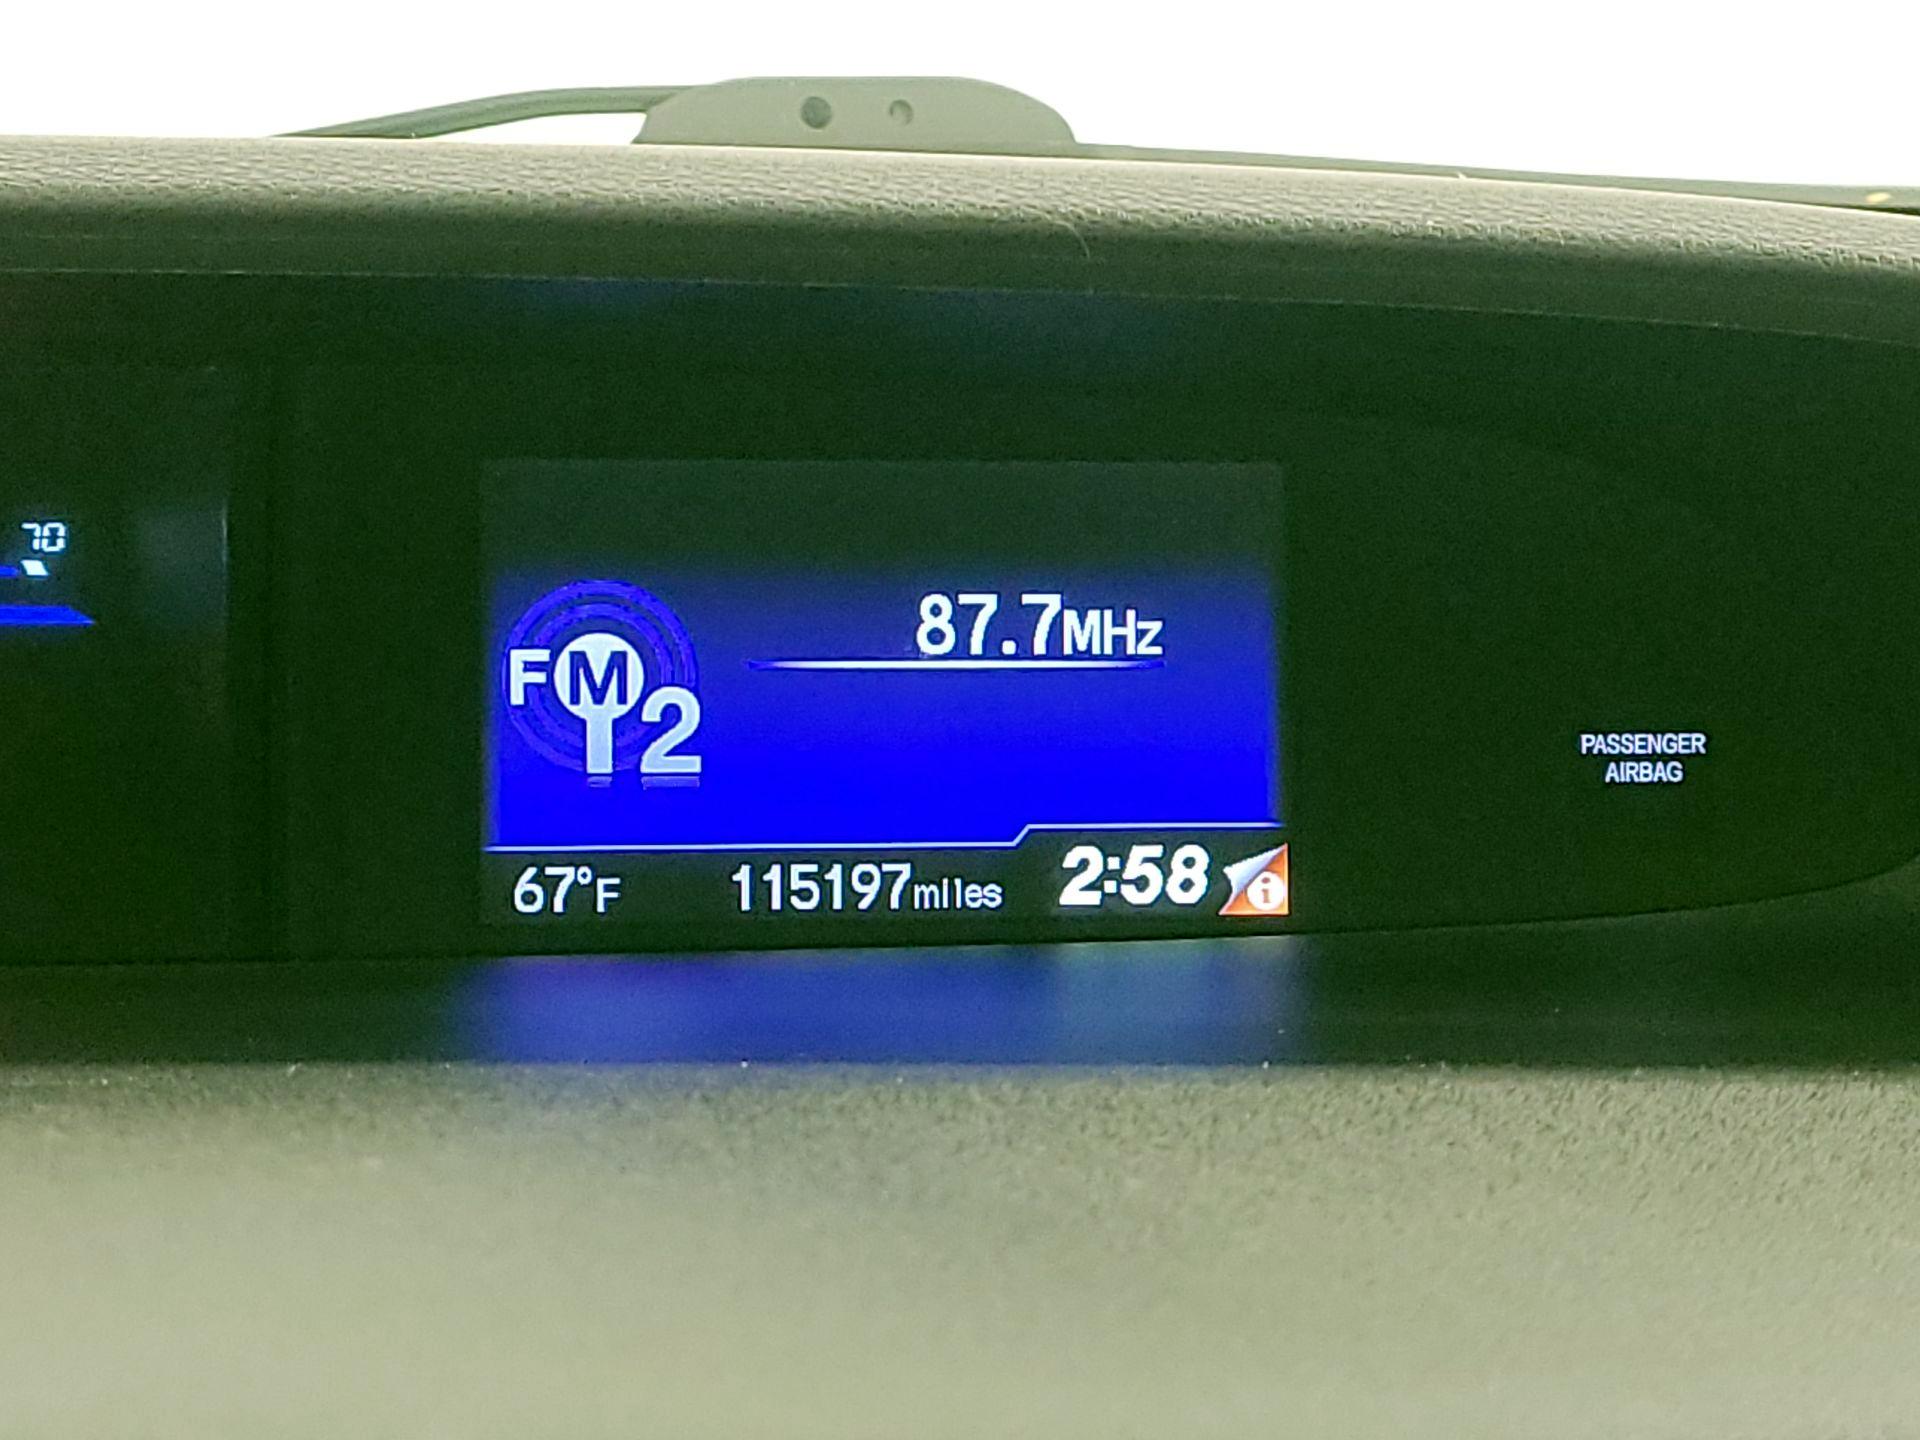 70
87.7MHz
FM 2
PASSENGER
AIRBAG
67°F 115197miles 2:58 i